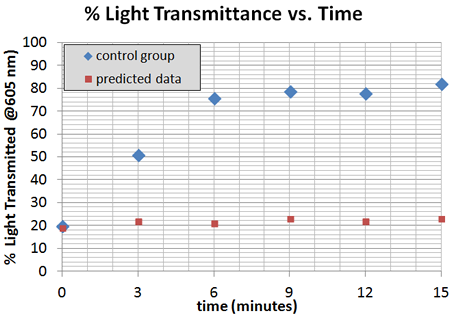 % Light Transmittance vs. Time
control group
predicted data
% Light Transmitted @605 nm)
100
90
80
70
60
50
40
30
20
10
0
0 3 6 9 12 15
time (minutes)